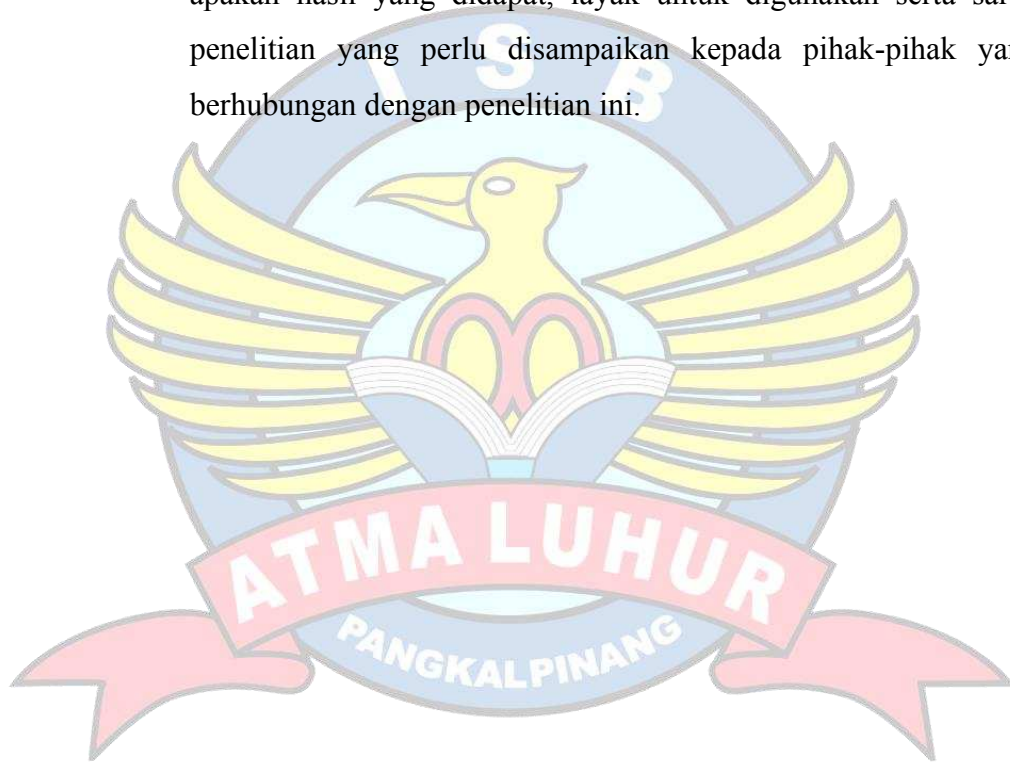 hasil yang didapat, layak untuk digunakan serta
penelitian yang perlu disampaikan kepada pihak-pihak
berhubungan dengan penelitian ini.
I S B
ATMA LUHUR
PANGKALPINANG